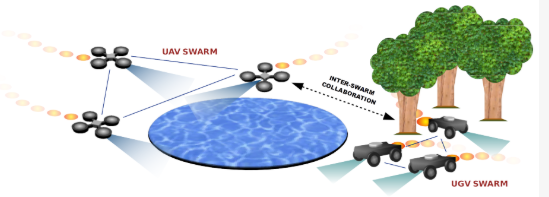 UAV SWARM
INTER-SWARM
COLLABORATION
UGV SWARM